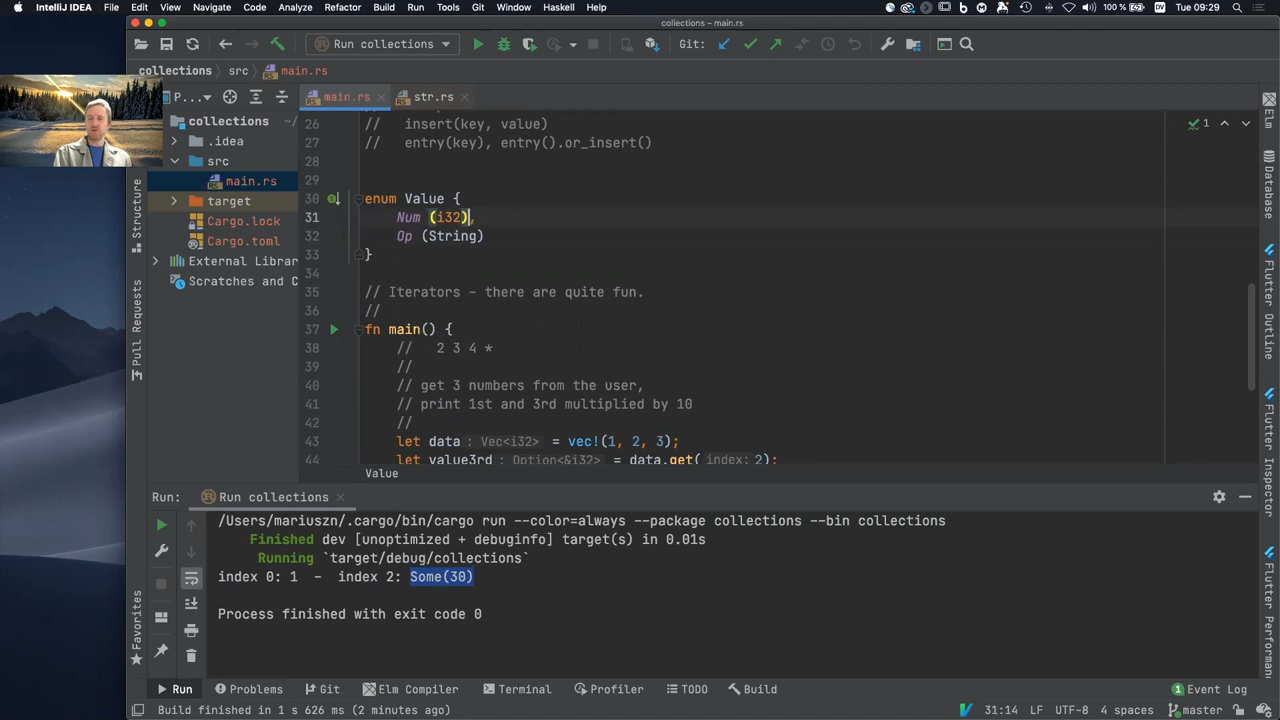 IntelliJ IDEA File Edit View Navigate Code Analyze Refactor Build Run Tools Git Window Haskell Help 100 % DV Tue 09:29
collections – main.rs
Run collections Git:
collections src main.rs
P... main.rs str.rs
collections ~/
.idea
src
main.rs
target
Cargo.lock
Cargo.toml
External Librar
Scratches and C
Structure
Pull Requests
Favorites
26 // insert(key, value)
27 // entry(key), entry().or_insert()
28
29
30 enum Value {
31 Num (i32),
32 Op (String)
33 }
34
35 // Iterators – there are quite fun.
36 //
37 fn main() {
38 // 2 3 4 *
39 //
40 // get 3 numbers from the user,
41 // print 1st and 3rd multiplied by 10
42 //
43 let data : Vec<i32> = vec!(1, 2, 3);
44 let value3rd : Option<&i32> = data.get( index: 2);
Value
1
Elm
Database
Flutter Outline
Flutter Inspector
Flutter Performa
Run: Run collections
/Users/mariuszn/.cargo/bin/cargo run --color=always --package collections --bin collections
Finished dev [unoptimized + debuginfo] target(s) in 0.01s
Running `target/debug/collections`
index 0: 1 - index 2: Some(30)
Process finished with exit code 0
Run Problems Git Elm Compiler Terminal Profiler TODO Build 1 Event Log
Build finished in 1 s 626 ms (2 minutes ago) 31:14 LF UTF-8 4 spaces master